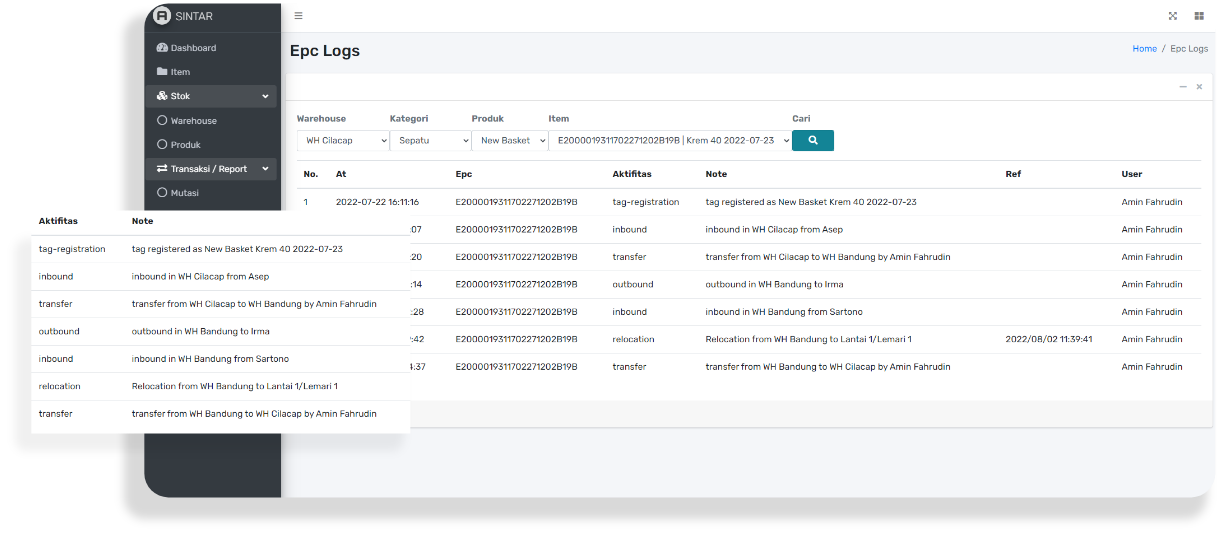 SINTAR
Dashboard
Item
Stok
Warehouse
Produk
Transaksi / Report
Mutasi
Epc Logs
Home / Epc Logs
Warehouse Kategori Produk Item Cari
WH Cilacap Sepatu New Basket E2000019311702271202B19B | Krem 40 2022-07-23
No. At Epc Aktifitas Note Ref User
1 2022-07-22 16:11:16 E2000019311702271202B19B tag-registration tag registered as New Basket Krem 40 2022-07-23 Amin Fahrudin
:07 E2000019311702271202B19B inbound inbound in WH Cilacap from Asep Amin Fahrudin
:20 E2000019311702271202B19B transfer transfer from WH Cilacap to WH Bandung by Amin Fahrudin Amin Fahrudin
:14 E2000019311702271202B19B outbound outbound in WH Bandung to Irma Amin Fahrudin
:28 E2000019311702271202B19B inbound inbound in WH Bandung from Sartono Amin Fahrudin
:42 E2000019311702271202B19B relocation Relocation from WH Bandung to Lantai 1/Lemari 1 2022/08/02 11:39:41 Amin Fahrudin
4:37 E2000019311702271202B19B transfer transfer from WH Bandung to WH Cilacap by Amin Fahrudin Amin Fahrudin
Aktifitas Note
tag-registration tag registered as New Basket Krem 40 2022-07-23
inbound inbound in WH Cilacap from Asep
transfer transfer from WH Cilacap to WH Bandung by Amin Fahrudin
outbound outbound in WH Bandung to Irma
inbound inbound in WH Bandung from Sartono
relocation Relocation from WH Bandung to Lantai 1/Lemari 1
transfer transfer from WH Bandung to WH Cilacap by Amin Fahrudin